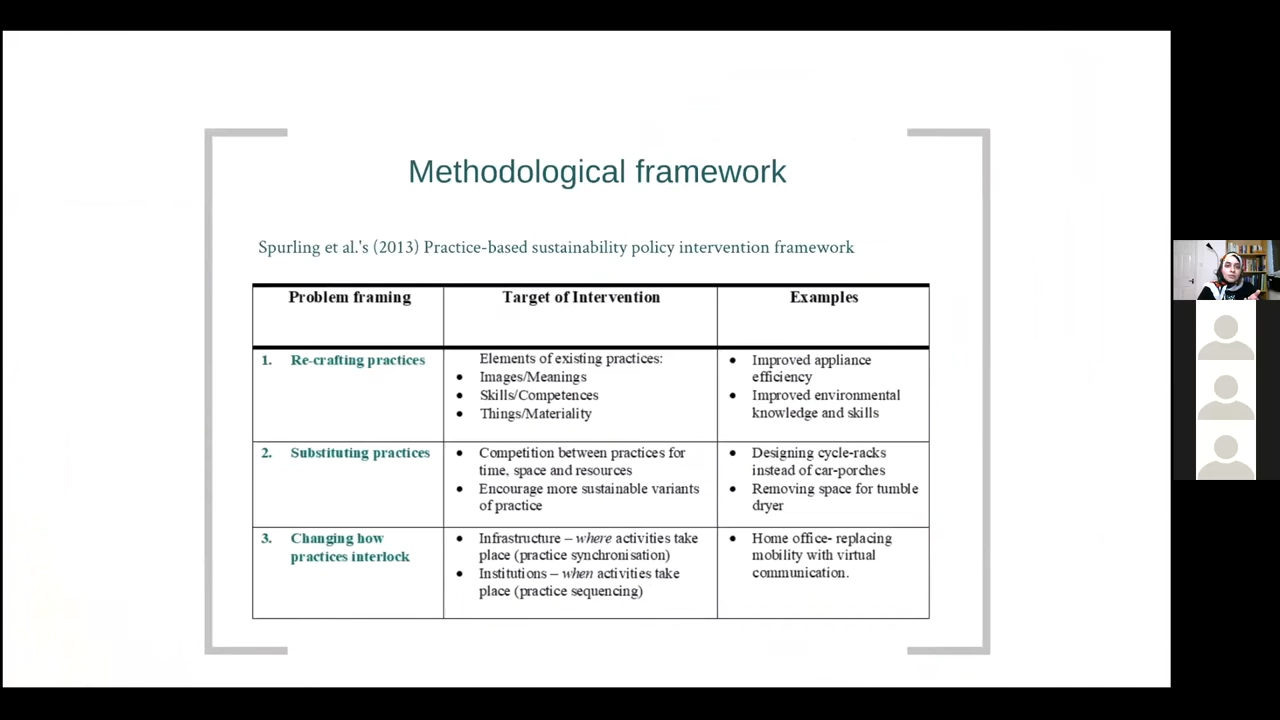 Methodological framework
Spurling et al.'s (2013) Practice-based sustainability policy intervention framework
Problem framing
Target of Intervention
Examples
1. Re-crafting practices
Elements of existing practices:
• Images/Meanings
• Skills/Competences
• Things/Materiality
• Improved appliance
efficiency
• Improved environmental
knowledge and skills
2. Substituting practices
• Competition between practices for
time, space and resources
• Encourage more sustainable variants
of practice
• Designing cycle-racks
instead of car-porches
• Removing space for tumble
dryer
3. Changing how
practices interlock
• Infrastructure – where activities take
place (practice synchronisation)
• Institutions – when activities take
place (practice sequencing)
• Home office- replacing
mobility with virtual
communication.